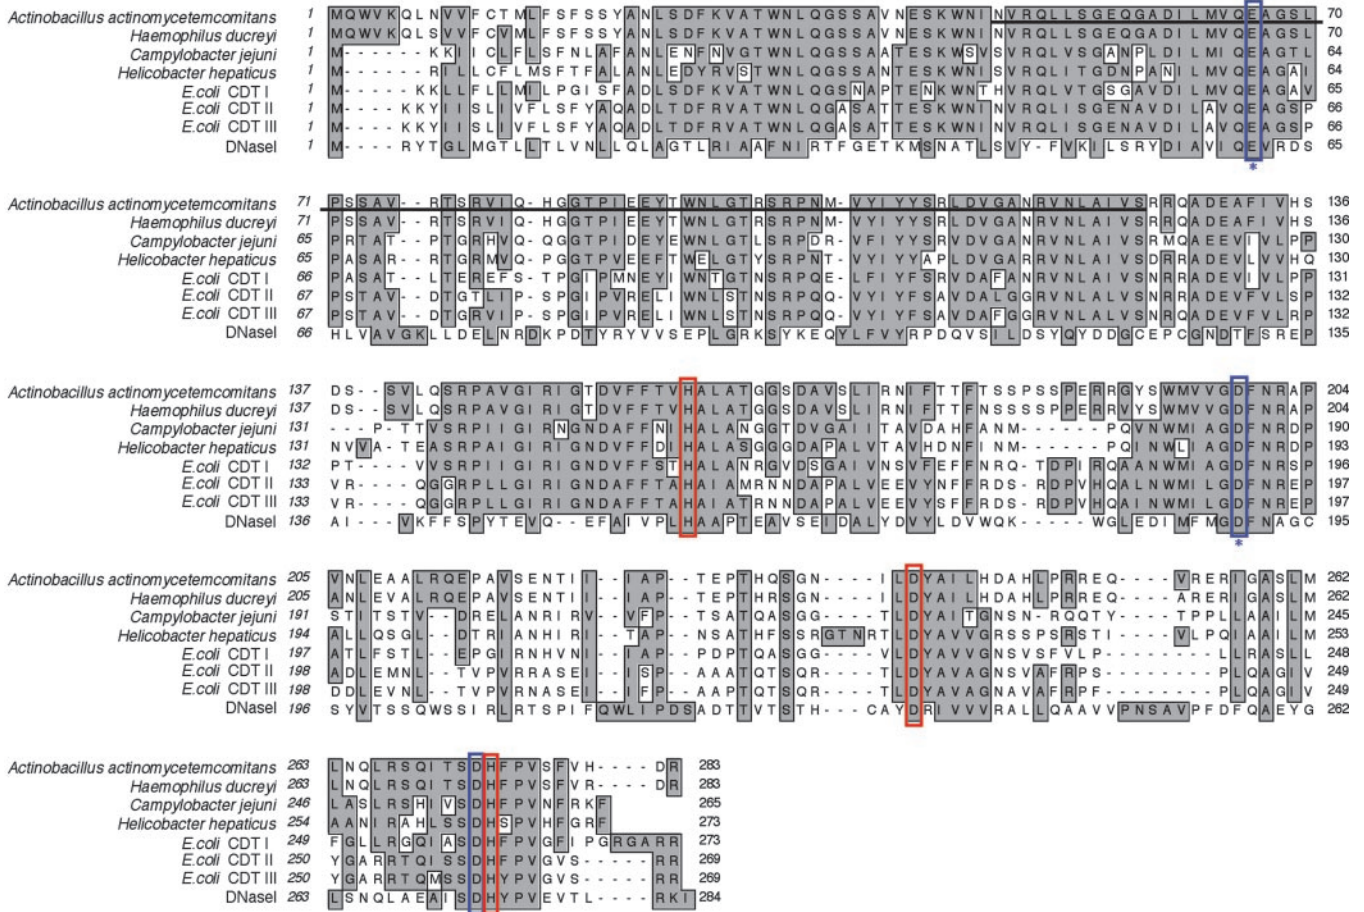 Actinobacillus actinomycetemcomitans 1 MQWVKQLNVVFCTMLFSFSSYANLSDFKVATWNLQGSSAVNESKWNINVRQLLSGEQGADILMVQEAGSL 70
Haemophilus ducreyi 1 MQWVKQLSVVFCVMLFSFSSYANLSDFKVATWNLQGSSAVNESKWNINVRQLLSGEQGADILMVQEAGSL 70
Campylobacter jejuni 1 M-----KKIICLFLSFNLAFANLENFNVGTWNLQGSSAATESKWSVSVRQLVSGANPLDILMIQEAGTL 64
Helicobacter hepaticus 1 M------RILLCFLMSFTFALANLEDYRVSTWNLQGSSANTESKWNISVRQLITGDNPANILMVQEAGAI 64
E.coli CDT I 1 M-----KKLLFLLMILPGISFADLSDFKVATWNLQGSNAPTENKWNTHVRQLVTGSGAVDILMVQEAGAV 65
E.coli CDT II 1 M----KKYIISLIVFLSFYAQADLTDFRVATWNLQGASATTESKWNINVRQLISGENAVDILAVQEAGSP 66
E.coli CDT III 1 M----KKYIISLIVFLSFYAQADLTDFRVATWNLQGASATTESKWNINVRQLISGENAVDILAVQEAGSP 66
DNaseI 1 M----RYTGLMGTLLTLVNLLQLAGTLRIAAFNIRTFGETKMSNATLSVY-FVKILSRYDIAVIQEVRDS 65
*
Actinobacillus actinomycetemcomitans 71 PSSAV--RTSRVIQ-HGGTPIEEYTWNLGTRSRPNM-VYIYYSRLDVGANRVNLAIVSRRQADEAFIVHS 136
Haemophilus ducreyi 71 PSSAV--RTSRVIQ-HGGTPIEEYTWNLGTRSRPNM-VYIYYSRLDVGANRVNLAIVSRRQADEAFIVHS 136
Campylobacter jejuni 65 PRTAT--PTGRHVQ-QGGTPIDEYEWNLGTLSRPDR-VFIYYSRVDVGANRVNLAIVSRMQAEEVIVLPP 130
Helicobacter hepaticus 65 PASAR--RTGRMVQ-PGGTPVEEFTWELGTYSRPNT-VYIYYAPLDVGARRVNLAIVSDRRADEVLVVHQ 130
E.coli CDT I 66 PASAT--LTEREFS-TPGIPMNEYIWNTGTNSRPQE-LFIYFSRVDAFANRVNLAIVSNRRADEVIVLPP 131
E.coli CDT II 67 PSTAV--DTGTLIP-SPGIPVRELIWNLSTNSRPQQ-VYIYFSAVDALGGRVNLALVSNRRADEVFVLSP 132
E.coli CDT III 67 PSTAV--DTGRVIP-SPGIPVRELIWNLSTNSRPQQ-VYIYFSAVDAFGGRVNLALVSNRQADEVFVLRP 132
DNaseI 66 HLVAVGKLLDELNRDKPDTYRYVVSEPLGRKSYKEQYLFVYRPDQVSILDSYQYDDGCEPCGNDTFSREP 135
Actinobacillus actinomycetemcomitans 137 DS--SVLQSRPAVGIRIGTDVFFTVHALATGGSDAVSLIRNIFTTFTSSPSSPERRGYSWMVVGDFNRAP 204
Haemophilus ducreyi 137 DS--SVLQSRPAVGIRIGTDVFFTVHALATGGSDAVSLIRNIFTTFNSSSSSPERRVYSWMVVGDFNRAP 204
Campylobacter jejuni 131 ---PTTVSRPIIGIRNGNDAFFNIHALANGGTDVGAIITAVDAHFANM-------PQVNWMIAGDFNRDP 190
Helicobacter hepaticus 131 NVVA-TEASRPAIGIRIGNDVFFSIHALASGGGDAPALVTAVHDNFINM-------PQINWLIAGDFNRDP 193
E.coli CDT I 132 PT----VVSRPIIGIRIGNDVFFSTHALANRGVDSGAIVNSVFEFFNRQ-TDPIRQAANWMIAGDFNRSP 196
E.coli CDT II 133 VR----QGGRPLLGIRIGNDAFFTAHAIAMRNNDAPALVEEVYNFFRDS-RDPVHQALNWMILGDFNREP 197
E.coli CDT III 133 VR----QGGRPLLGIRIGNDAFFTAHAIATRNNDAPALVEEVYSFFRDS-RDPVHQAINWMILGDFNREP 197
DNaseI 136 AI----VKFFSPYTEVQ--EFAIVPLHAAPTEAVSEIDALYDVYLDVWQK-----WGLEDIMFMGDFNAGC 195
*
Actinobacillus actinomycetemcomitans 205 VNLEAALRQEPAVSENTII--IAP--TEPTHQSGN----ILDYAILHDAHLPRREQ----VRERIGASLM 262
Haemophilus ducreyi 205 ANLEVALRQEPAVSENTII--IAP--TEPTHQSGN----ILDYAILHDAHLPRREQ----ARERIGASLM 262
Campylobacter jejuni 191 STITSTV--DRELANRIRV--VFP--TSATQASGG----TLDYAITGNSN-RQQTY----TPPLLAAILM 245
Helicobacter hepaticus 194 ALLQSGL--DTRIANHIRI--TAP--NSATHFSSRGTNRTLDYAVVGRSSPSRSTI----VLPQIAAILM 253
E.coli CDT I 197 ATLFSTL--EPGIRNHVNI--IAP--PDPTQASGG----VLDYAVVGNSVSFVLP------LLRASLL 248
E.coli CDT II 198 ADLEMNL--TVPVRRASEI--ISP--AAATQTSQR----TLDYAVAGNSVAFRPS-------PLQAGIV 249
E.coli CDT III 198 DDLEVNL--TVPVRNASEI--IFP--AAPTQTSQR----TLDYAVAGNAVAFRPF-------PLQAGIV 249
DNaseI 196 SYVTSSQWSSIRLRTSPIFQWLIPDSADTTVTSTH---CAYDRIVVVRALLQAAVVPNSAVPFDFQAEYG 262
Actinobacillus actinomycetemcomitans 263 LNQLRSQITSDHFPVSFVH----DR 283
Haemophilus ducreyi 263 LNQLRSQITSDHFPVSFVR----DR 283
Campylobacter jejuni 246 LASLRSHIVSDHFPVNFRKF 265
Helicobacter hepaticus 254 AANIRAHLSSDHSPVHFGRF 273
E.coli CDT I 249 FGLLRGQIASDHFPVGFIPGRGARR 273
E.coli CDT II 250 YGARRTQISSDHFPVGVS-----RR 269
E.coli CDT III 250 YGARRTQMSSDHFPVGVS-----RR 269
DNaseI 263 LSNQLAEAISDHYPVEVTL---RKI 284